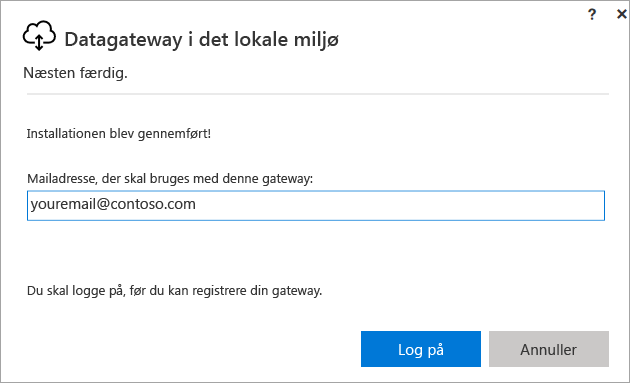 ? ×
Datagateway i det lokale miljø
Næsten færdig.
Installationen blev gennemført!
Mailadresse, der skal bruges med denne gateway:
youremail@contoso.com
Du skal logge på, før du kan registrere din gateway.
Log på
Annuller